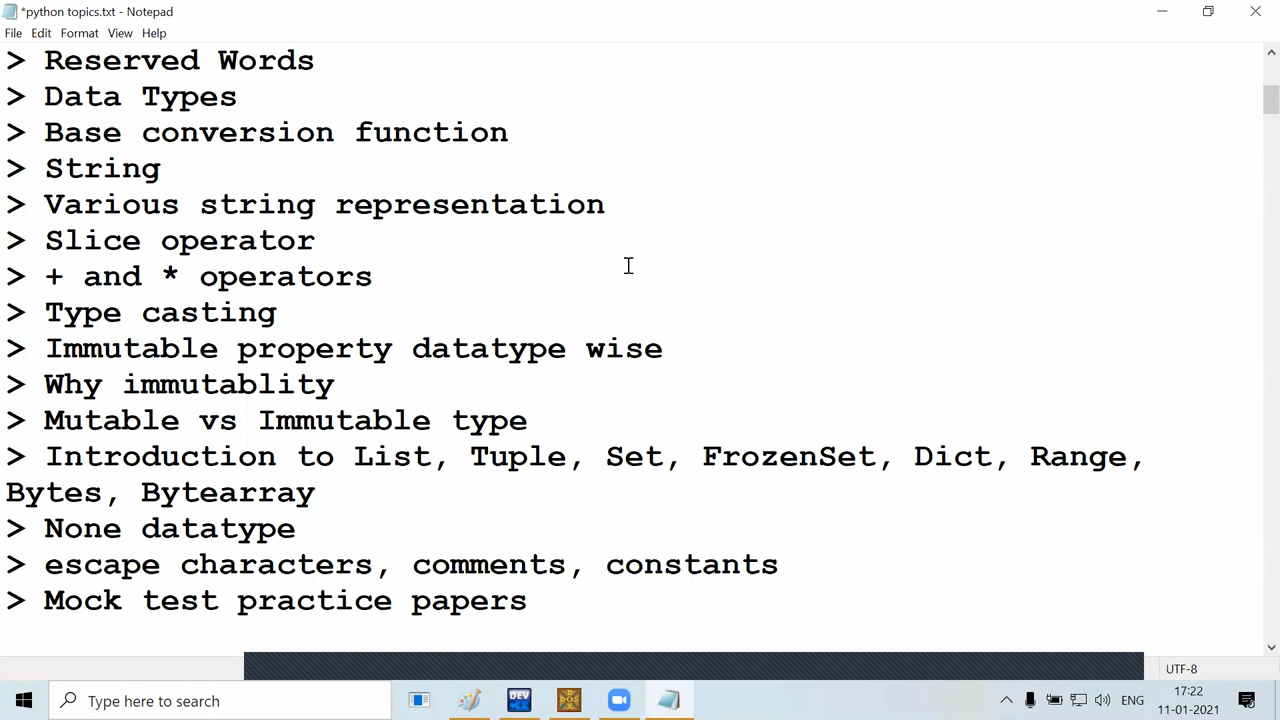 *python topics.txt - Notepad
File Edit Format View Help
> Reserved Words
> Data Types
> Base conversion function
> String
> Various string representation
> Slice operator
> + and * operators
> Type casting
> Immutable property datatype wise
> Why immutablity
> Mutable vs Immutable type
> Introduction to List, Tuple, Set, FrozenSet, Dict, Range,
Bytes, Bytearray
> None datatype
> escape characters, comments, constants
> Mock test practice papers
UTF-8
Type here to search
DEV
ENG
17:22
11-01-2021